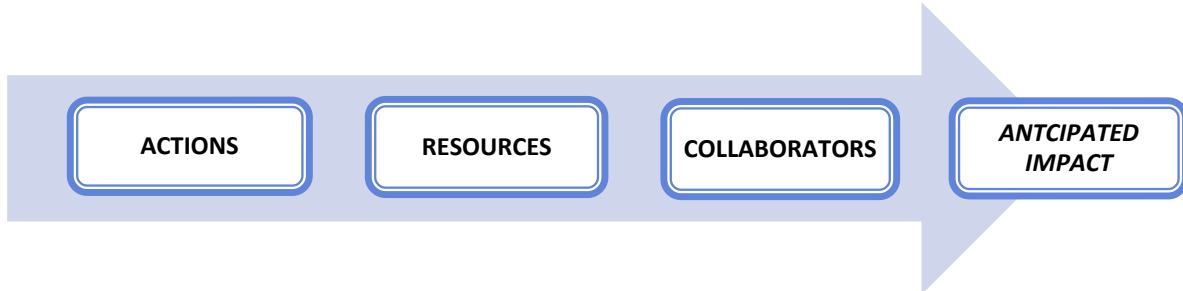 ACTIONS
RESOURCES
COLLABORATORS
ANTCIPATED
IMPACT